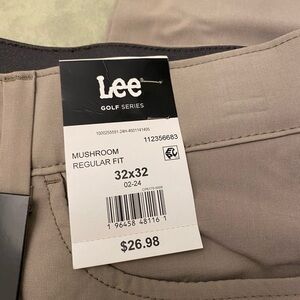 Lee
GOLF SERIES
112356683
MUSHROOM
REGULAR FIT
32x32
02-24
1 96458 48116 1
$26.98